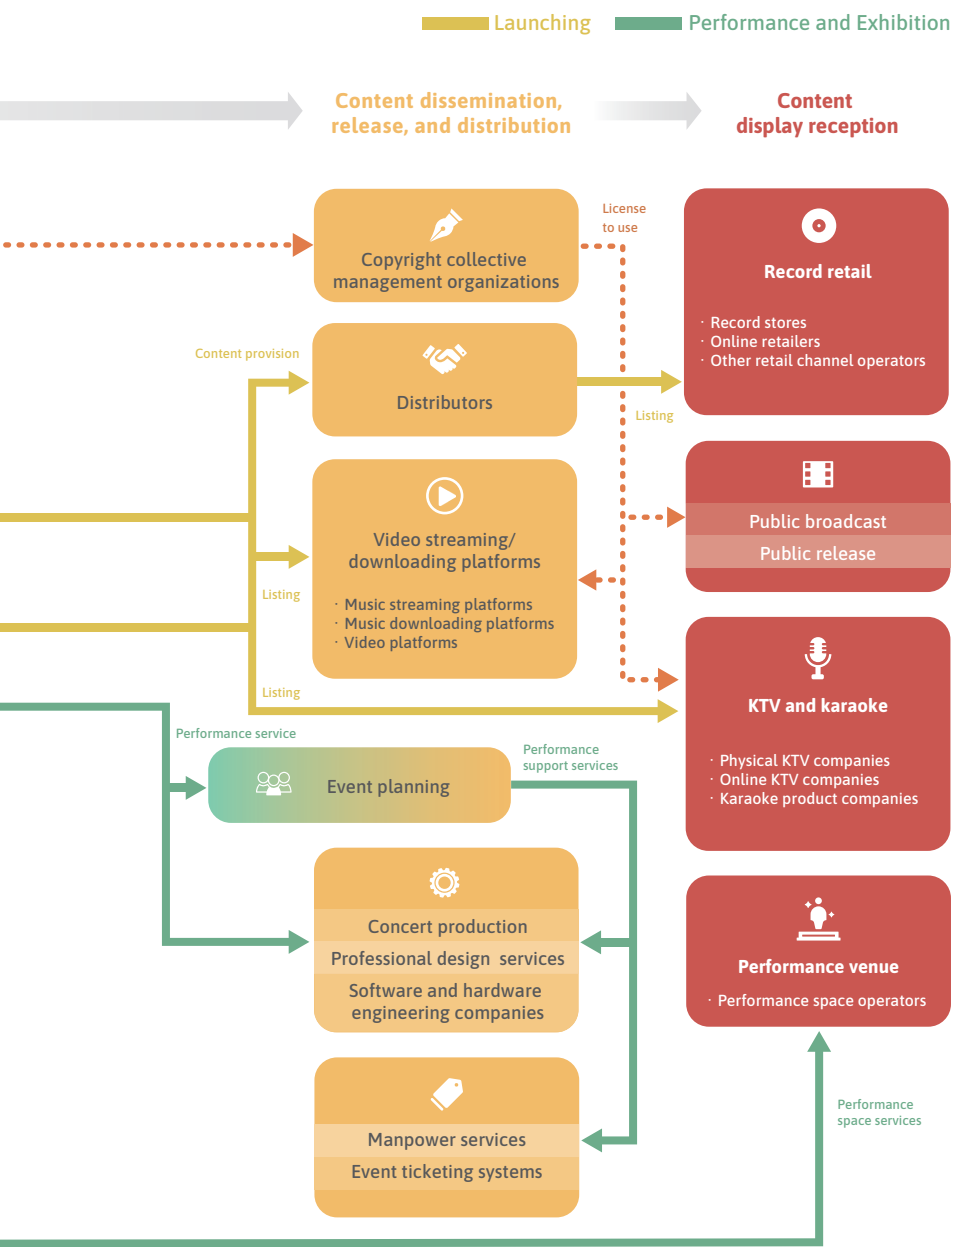 Launching
Performance and Exhibition
Content dissemination,
release, and distribution
Content
display reception
Copyright collective
management organizations
License
to use
Record retail
· Record stores
· Online retailers
· Other retail channel operators
Content provision
Distributors
Listing
Video streaming/
downloading platforms
· Music streaming platforms
· Music downloading platforms
· Video platforms
Listing
Public broadcast
Public release
Listing
KTV and karaoke
· Physical KTV companies
· Online KTV companies
· Karaoke product companies
Performance service
Event planning
Performance
support services
Concert production
Professional design services
Software and hardware
engineering companies
Performance venue
· Performance space operators
Manpower services
Event ticketing systems
Performance
space services